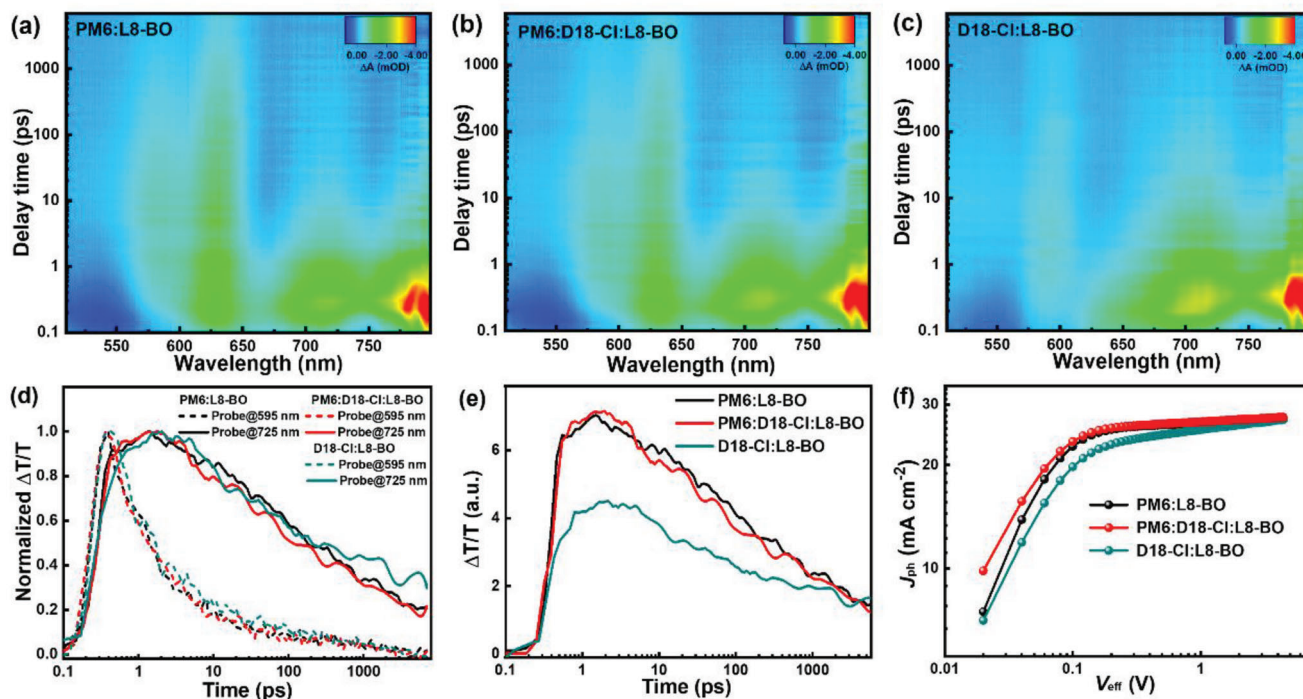 (a)
PM6:L8-BO
0.00 -2.00 -4.00
ΔA (mOD)
1000
100
10
1
0.1
Delay time (ps)
550 600 650 700 750
Wavelength (nm)
(b)
PM6:D18-Cl:L8-BO
0.00 -2.00 -4.00
ΔA (mOD)
1000
100
10
1
0.1
Delay time (ps)
550 600 650 700 750
Wavelength (nm)
(c)
D18-Cl:L8-BO
0.00 -2.00 -4.00
ΔA (mOD)
1000
100
10
1
0.1
Delay time (ps)
550 600 650 700 750
Wavelength (nm)
(d)
PM6:L8-BO
Probe@595 nm
Probe@725 nm
PM6:D18-Cl:L8-BO
Probe@595 nm
Probe@725 nm
D18-Cl:L8-BO
Probe@595 nm
Probe@725 nm
1.0
0.8
0.6
0.4
0.2
0.0
Normalized ΔT/T
0.1 1 10 100 1000
Time (ps)
(e)
PM6:L8-BO
PM6:D18-Cl:L8-BO
D18-Cl:L8-BO
6
4
2
0
ΔT/T (a.u.)
0.1 1 10 100 1000
Time (ps)
(f)
PM6:L8-BO
PM6:D18-Cl:L8-BO
D18-Cl:L8-BO
30
20
10
Jph (mA cm⁻²)
0.01 0.1 1
Veff (V)